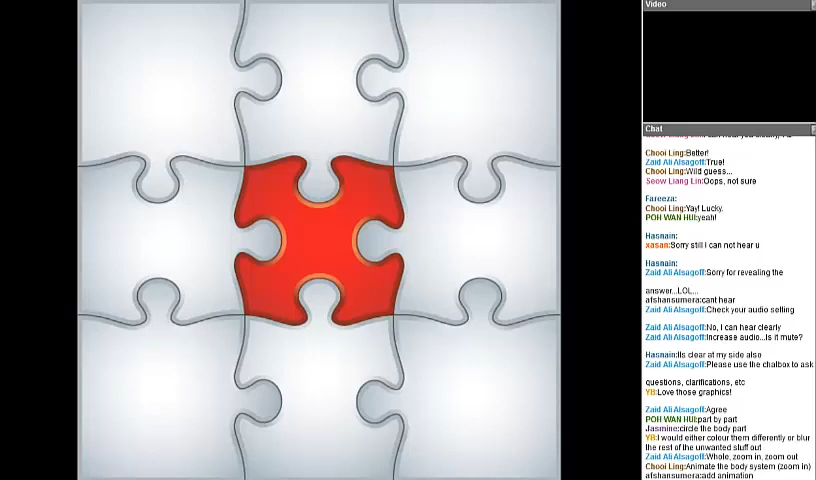 Video
Chat
Chooi Ling:Better!
Zaid Ali Alsagoff:True!
Chooi Ling:Wild guess...
Seow Liang Lin:Oops, not sure
Fareeza:
Chooi Ling:Yay! Lucky.
POH WAN HUI:yeah!
Hasnain:
xasan:Sorry still i can not hear u
Hasnain:
Zaid Ali Alsagoff:Sorry for revealing the
answer...LOL...
afshansumera:cant hear
Zaid Ali Alsagoff:Check your audio setting
Zaid Ali Alsagoff:No, I can hear clearly
Zaid Ali Alsagoff:Increase audio...Is it mute?
Hasnain:Its clear at my side also
Zaid Ali Alsagoff:Please use the chatbox to ask
questions, clarifications, etc
YB:Love those graphics!
Zaid Ali Alsagoff:Agree
POH WAN HUI:part by part
Jasmine:circle the body part
YB:I would either colour them differently or blur
the rest of the unwanted stuff out
Zaid Ali Alsagoff:Whole, zoom in, zoom out
Chooi Ling:Animate the body system (zoom in)
afshansumera:add animation